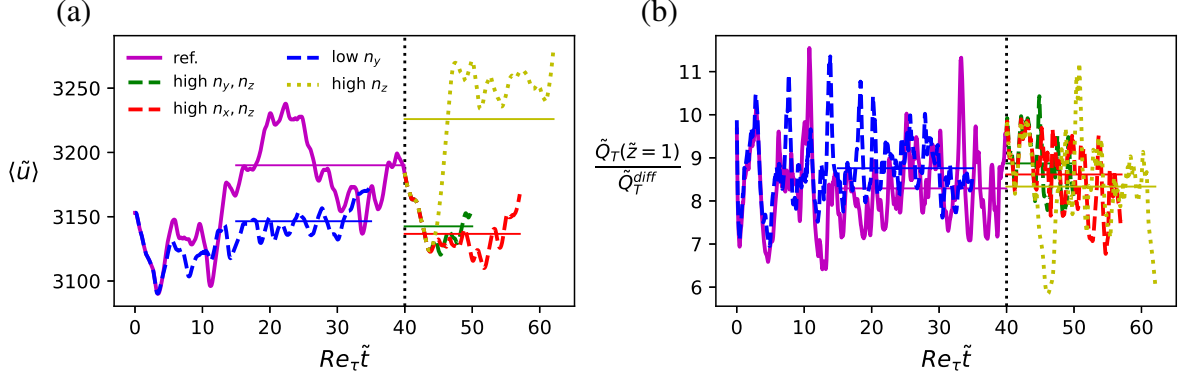 (a)
(b)
ref.
high n_y, n_z
high n_x, n_z
low n_y
high n_z
⟨ũ⟩
3250
3200
3150
3100
0 10 20 30 40 50 60
Re_τ t̃
Q̃_T(z̃ = 1)
Q̃_T^{diff}
11
10
9
8
7
6
0 10 20 30 40 50 60
Re_τ t̃